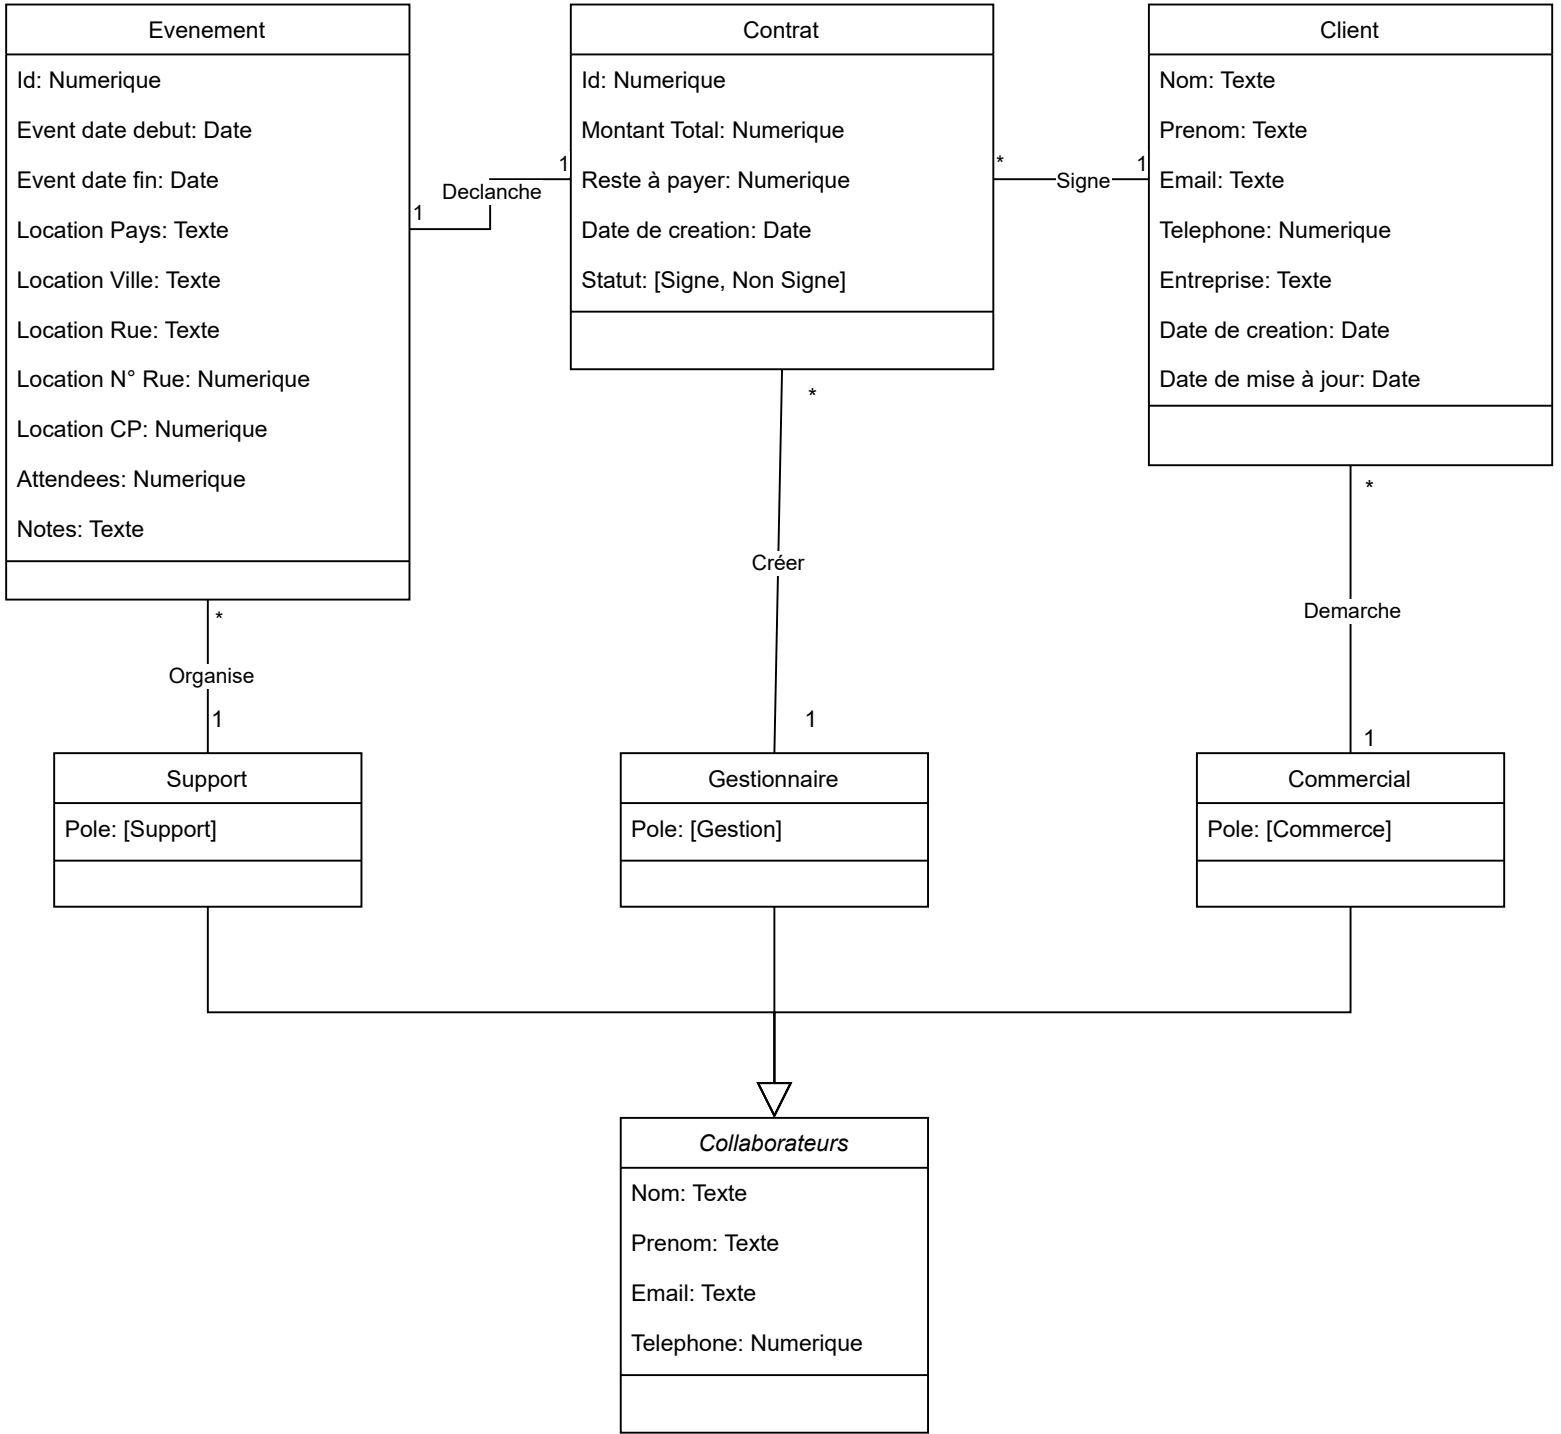 Evenement
Id: Numerique
Event date debut: Date
Event date fin: Date
Location Pays: Texte
Location Ville: Texte
Location Rue: Texte
Location N° Rue: Numerique
Location CP: Numerique
Attendees: Numerique
Notes: Texte
1
Declanche
1
Contrat
Id: Numerique
Montant Total: Numerique
Reste à payer: Numerique
Date de creation: Date
Statut: [Signe, Non Signe]
*
Signe
1
Client
Nom: Texte
Prenom: Texte
Email: Texte
Telephone: Numerique
Entreprise: Texte
Date de creation: Date
Date de mise à jour: Date
*
Organise
1
*
Créer
1
*
Demarche
1
Support
Pole: [Support]
Gestionnaire
Pole: [Gestion]
Commercial
Pole: [Commerce]
Collaborateurs
Nom: Texte
Prenom: Texte
Email: Texte
Telephone: Numerique